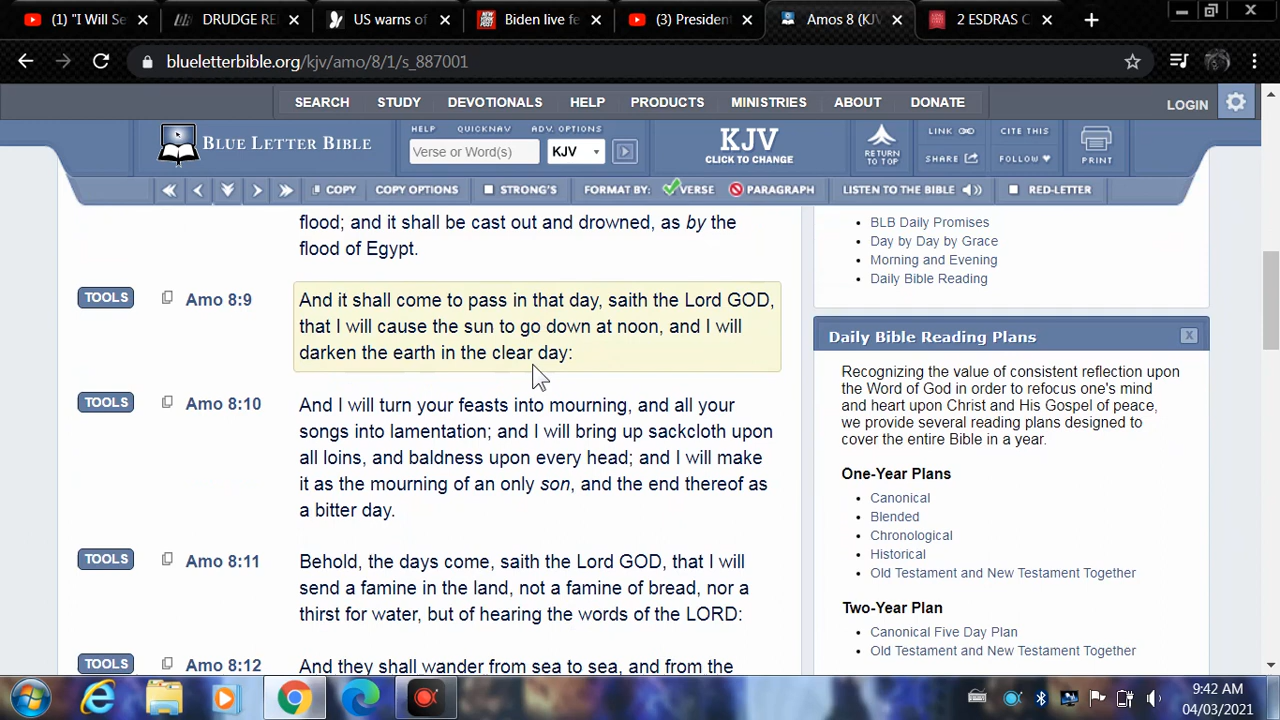 (1) "I Will Se
DRUDGE RE
US warns of
Biden live fe
(3) Presiden
Amos 8 (KJV
2 ESDRAS C
blueletterbible.org/kjv/amo/8/1/s_887001
SEARCH STUDY DEVOTIONALS HELP PRODUCTS MINISTRIES ABOUT DONATE LOGIN
BLUE LETTER BIBLE
HELP QUICKNAV ADV. OPTIONS
Verse or Word(s) KJV
KJV
CLICK TO CHANGE
RETURN
TO TOP
LINK CITE THIS
SHARE FOLLOW
PRINT
COPY COPY OPTIONS STRONG'S FORMAT BY: VERSE PARAGRAPH LISTEN TO THE BIBLE RED-LETTER
flood; and it shall be cast out and drowned, as by the
flood of Egypt.
TOOLS Amo 8:9 And it shall come to pass in that day, saith the Lord GOD,
that I will cause the sun to go down at noon, and I will
darken the earth in the clear day:
TOOLS Amo 8:10 And I will turn your feasts into mourning, and all your
songs into lamentation; and I will bring up sackcloth upon
all loins, and baldness upon every head; and I will make
it as the mourning of an only son, and the end thereof as
a bitter day.
TOOLS Amo 8:11 Behold, the days come, saith the Lord GOD, that I will
send a famine in the land, not a famine of bread, nor a
thirst for water, but of hearing the words of the LORD:
TOOLS Amo 8:12 And they shall wander from sea to sea, and from the
BLB Daily Promises
Day by Day by Grace
Morning and Evening
Daily Bible Reading
Daily Bible Reading Plans
Recognizing the value of consistent reflection upon
the Word of God in order to refocus one's mind
and heart upon Christ and His Gospel of peace,
we provide several reading plans designed to
cover the entire Bible in a year.
One-Year Plans
Canonical
Blended
Chronological
Historical
Old Testament and New Testament Together
Two-Year Plan
Canonical Five Day Plan
Old Testament and New Testament Together
9:42 AM
04/03/2021